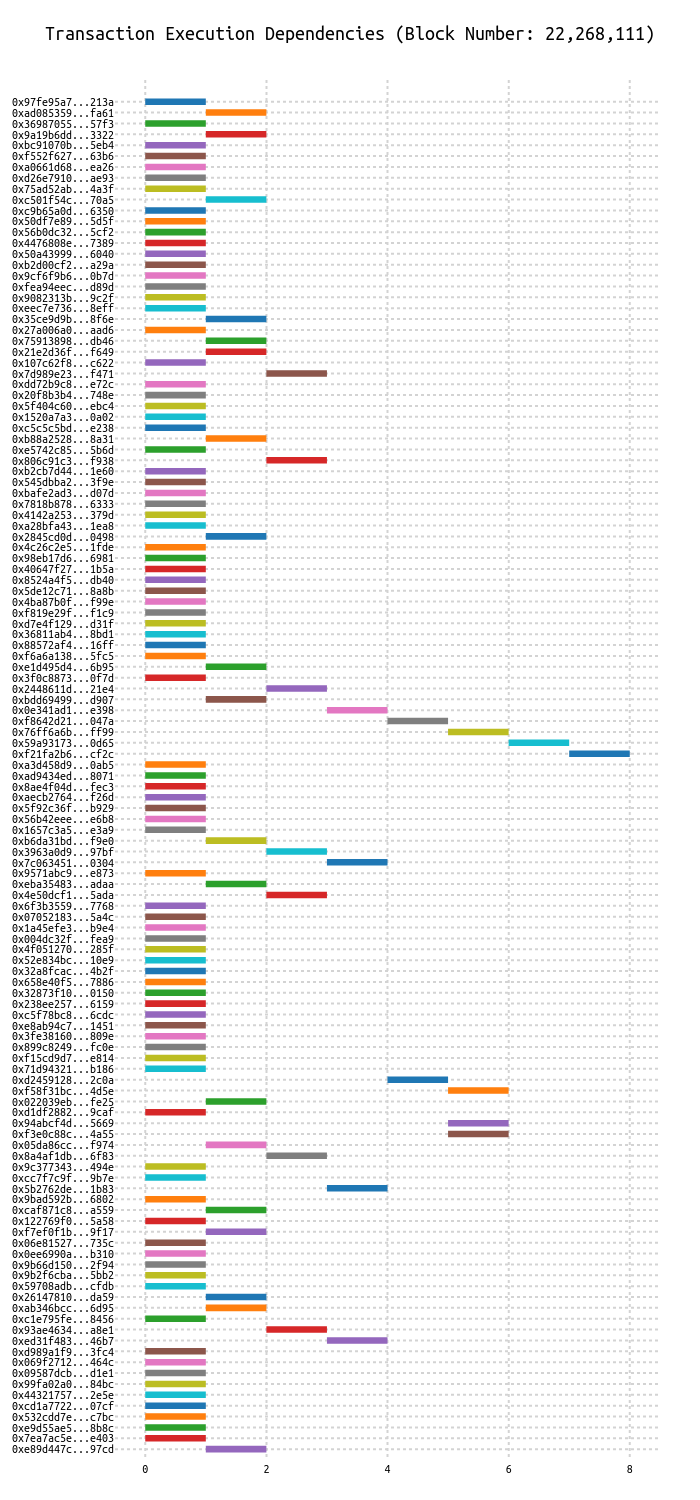 Transaction Execution Dependencies (Block Number: 22,268,111)
0x97fe95a7...213a
0xad085359...fa61
0x36987055...57f3
0x9a19b6dd...3322
0xbc91070b...5eb4
0xf552f627...63b6
0xa0661d68...ea26
0xd26e7910...ae93
0x75ad52ab...4a3f
0xc501f54c...70a5
0xc9b65a0d...6350
0x50df7e89...5d5f
0x56b0dc32...5cf2
0x4476808e...7389
0x50a43999...6040
0xb2d00cf2...a29a
0x9cf6f9b6...0b7d
0xfea94eec...d89d
0x9082313b...9c2f
0xeec7e736...8eff
0x35ce9d9b...8f6e
0x27a006a0...aad6
0x75913898...db46
0x21e2d36f...f649
0x107c62f8...c622
0x7d989e23...f471
0xdd72b9c8...e72c
0x20f8b3b4...748e
0x5f404c60...ebc4
0x1520a7a3...0a02
0xc5c5c5bd...e238
0xb88a2528...8a31
0xe5742c85...5b6d
0x806c91c3...f938
0xb2cb7d44...1e60
0x545dbba2...3f9e
0xbafe2ad3...d07d
0x7818b878...6333
0x4142a253...379d
0xa28bfa43...1ea8
0x2845cd0d...0498
0x4c26c2e5...1fde
0x98eb17d6...6981
0x40647f27...1b5a
0x8524a4f5...db40
0x5de12c71...8a8b
0x4ba87b0f...f99e
0xf819e29f...f1c9
0xd7e4f129...d31f
0x36811ab4...8bd1
0x88572af4...16ff
0xf6a6a138...5fc5
0xe1d495d4...6b95
0x3f0c8873...0f7d
0x2448611d...21e4
0xbdd69499...d907
0x0e341ad1...e398
0xf8642d21...047a
0x76ff6a6b...ff99
0x59a93173...0d65
0xf21fa2b6...cf2c
0xa3d458d9...0ab5
0xad9434ed...8071
0x8ae4f04d...fec3
0xaecb2764...f26d
0x5f92c36f...b929
0x56b42eee...e6b8
0x1657c3a5...e3a9
0xb6da31bd...f9e0
0x3963a0d9...97bf
0x7c063451...0304
0x9571abc9...e873
0xeba35483...adaa
0x4e50dcf1...5ada
0x6f3b3559...7768
0x07052183...5a4c
0x1a45efe3...b9e4
0x004dc32f...fea9
0x4f051270...285f
0x52e834bc...10e9
0x32a8fcac...4b2f
0x658e40f5...7886
0x32873f10...0150
0x238ee257...6159
0xc5f78bc8...6cdc
0xe8ab94c7...1451
0x3fe38160...809e
0x899c8249...fc0e
0xf15cd9d7...e814
0x71d94321...b186
0xd2459128...2c0a
0xf58f31bc...4d5e
0x022039eb...fe25
0xd1df2882...9caf
0x94abcf4d...5669
0xf3e0c88c...4a55
0x05da86cc...f974
0x8a4af1db...6f83
0x9c377343...494e
0xcc7f7c9f...9b7e
0x5b2762de...1b83
0x9bad592b...6802
0xcaf871c8...a559
0x122769f0...5a58
0xf7ef0f1b...9f17
0x06e81527...735c
0x0ee6990a...b310
0x9b66d150...2f94
0x9b2f6cba...5bb2
0x59708adb...cfdb
0x26147810...da59
0xab346bcc...6d95
0xc1e795fe...8456
0x93ae4634...a8e1
0xed31f483...46b7
0xd989a1f9...3fc4
0x069f2712...464c
0x09587dcb...d1e1
0x99fa02a0...84bc
0x44321757...2e5e
0xcd1a7722...07cf
0x532cdd7e...c7bc
0xe9d55ae5...8b8c
0x7ea7ac5e...e403
0xe89d447c...97cd
0 2 4 6 8